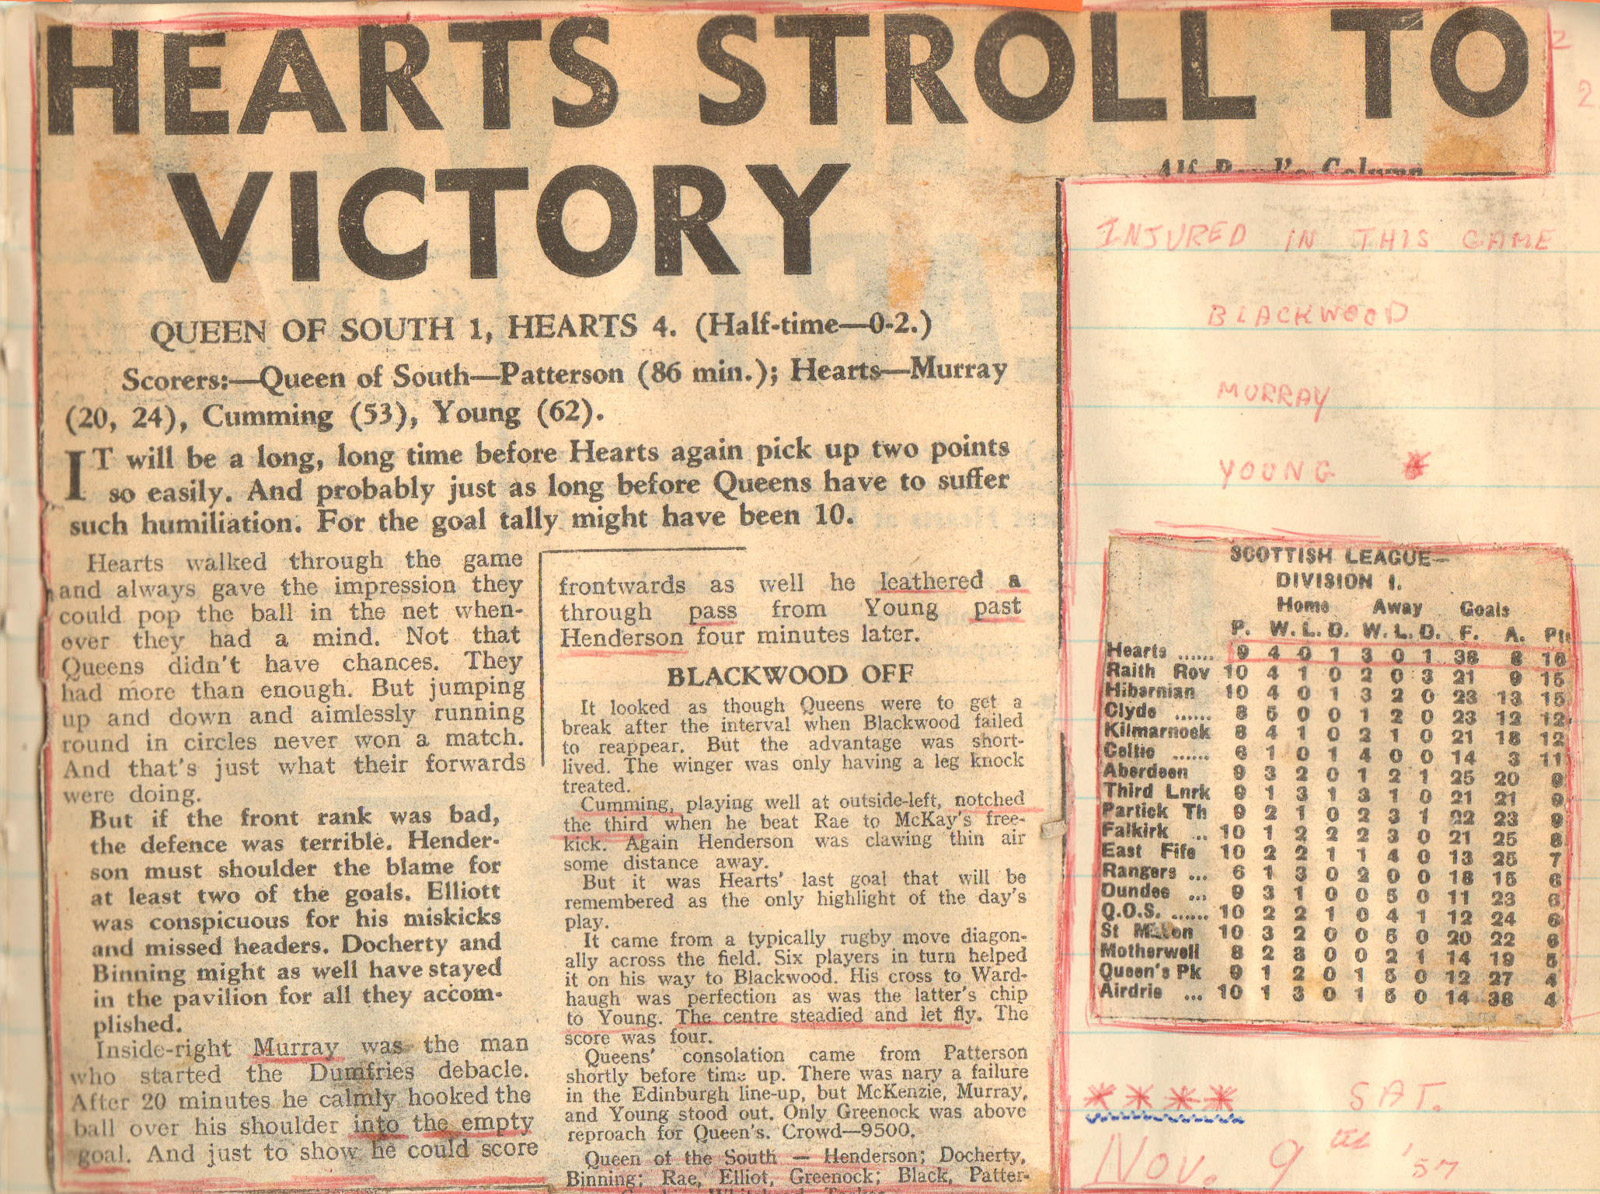 HEARTS STROLL TO
VICTORY
QUEEN OF SOUTH 1, HEARTS 4. (Half-time—0-2.)
Scorers:—Queen of South—Patterson (86 min.); Hearts—Murray
(20, 24), Cumming (53), Young (62).
IT will be a long, long time before Hearts again pick up two points
so easily. And probably just as long before Queens have to suffer
such humiliation. For the goal tally might have been 10.
Hearts walked through the game
and always gave the impression they
could pop the ball in the net when-
ever they had a mind. Not that
Queens didn't have chances. They
had more than enough. But jumping
up and down and aimlessly running
round in circles never won a match.
And that's just what their forwards
were doing.
But if the front rank was bad,
the defence was terrible. Hender-
son must shoulder the blame for
at least two of the goals. Elliott
was conspicuous for his miskicks
and missed headers. Docherty and
Binning might as well have stayed
in the pavilion for all they accom-
plished.
Inside-right Murray was the man
who started the Dumfries debacle.
After 20 minutes he calmly hooked the
ball over his shoulder into the empty
goal. And just to show he could score
frontwards as well he leathered a
through pass from Young past
Henderson four minutes later.
BLACKWOOD OFF
It looked as though Queens were to get a
break after the interval when Blackwood failed
to reappear. But the advantage was short-
lived. The winger was only having a leg knock
treated.
Cumming, playing well at outside-left, notched
the third when he beat Rae to McKay's free-
kick. Again Henderson was clawing thin air
some distance away.
But it was Hearts' last goal that will be
remembered as the only highlight of the day's
play.
It came from a typically rugby move diagon-
ally across the field. Six players in turn helped
it on his way to Blackwood. His cross to Ward-
haugh was perfection as was the latter's chip
to Young. The centre steadied and let fly. The
score was four.
Queens' consolation came from Patterson
shortly before time up. There was nary a failure
in the Edinburgh line-up, but McKenzie, Murray,
and Young stood out. Only Greenock was above
reproach for Queen's. Crowd—9500.
Queen of the South — Henderson; Docherty,
Binning; Rae, Elliot, Greenock; Black, Patter-
2
2
Column
INJURED IN THIS GAME
BLACKWOOD
MURRAY
YOUNG *
SCOTTISH LEAGUE—
DIVISION I.
Home Away Goals
P. W. L. D. W. L. D. F. A. Pts
Hearts ...... 9 4 0 1 3 0 1 38 8 16
Raith Rov 10 4 1 0 2 0 3 21 9 15
Hibernian 10 4 0 1 3 2 0 23 13 15
Clyde ...... 8 5 0 0 1 2 0 23 12 12
Kilmarnock 8 4 1 0 2 1 0 21 18 12
Celtic ...... 6 1 0 1 4 0 0 14 3 11
Aberdeen 9 3 2 0 1 2 1 25 20 9
Third Lnrk 9 1 3 1 3 1 0 21 21 9
Partick Th 9 2 1 0 2 3 1 22 23 9
Falkirk ... 10 1 2 2 2 3 0 21 25 8
East Fife 10 2 2 1 1 4 0 13 25 7
Rangers ... 6 1 3 0 2 0 0 18 15 6
Dundee ... 9 3 1 0 0 5 0 11 23 6
Q.O.S. ...... 10 2 2 1 0 4 1 12 24 6
St 10 3 2 0 0 5 0 20 22 6
Motherwell 8 2 3 0 0 2 1 14 19 5
Queen's Pk 9 1 2 0 1 5 0 12 27 4
Airdrie ... 10 1 3 0 1 5 0 14 38 4
* * * * SAT.
Nov. 9th '57